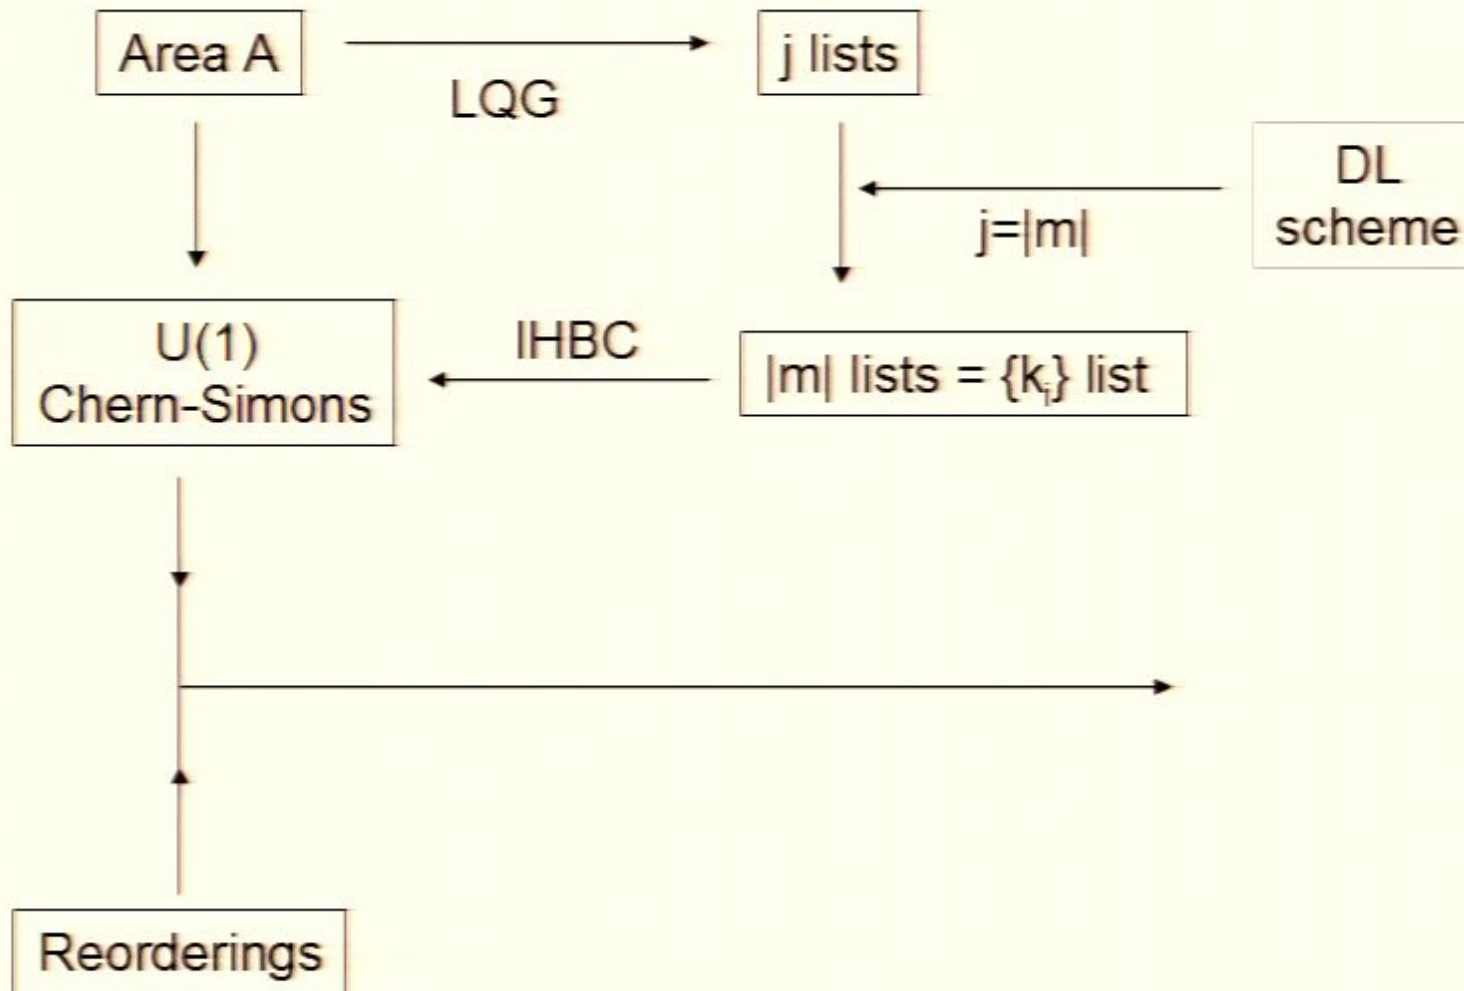 Area A
LQG
j lists
DL
scheme
j=|m|
U(1)
Chern-Simons
IHBC
|m| lists = {kᵢ} list
Reorderings